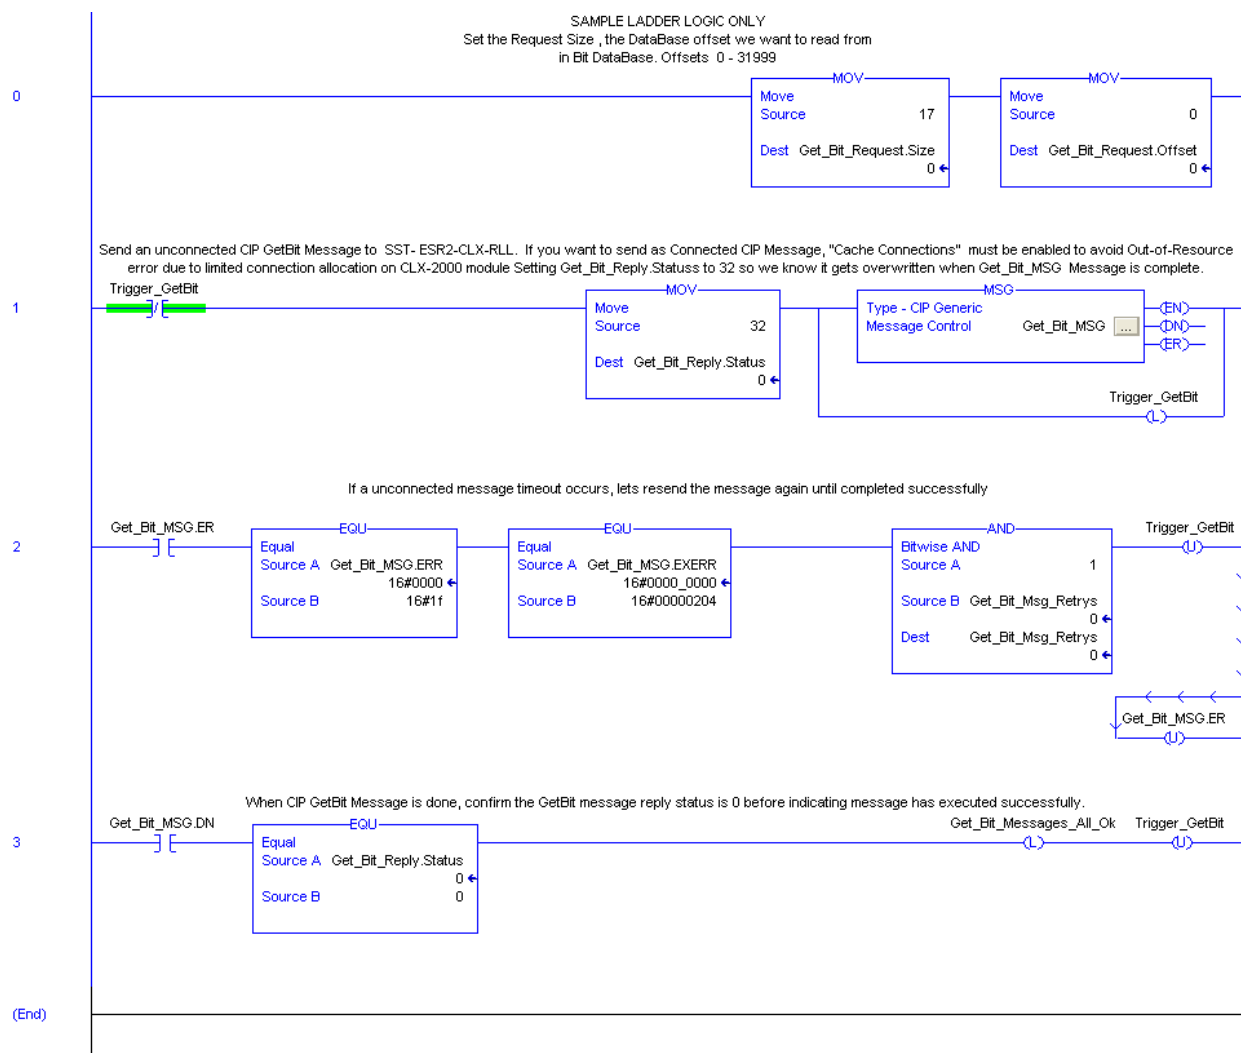 SAMPLE LADDER LOGIC ONLY
Set the Request Size , the DataBase offset we want to read from
in Bit DataBase. Offsets 0 - 31999
0
MOV
Move
Source 17
Dest Get_Bit_Request.Size
0
MOV
Move
Source 0
Dest Get_Bit_Request.Offset
0
Send an unconnected CIP GetBit Message to SST- ESR2-CLX-RLL. If you want to send as Connected CIP Message, "Cache Connections" must be enabled to avoid Out-of-Resource
error due to limited connection allocation on CLX-2000 module Setting Get_Bit_Reply.Statuss to 32 so we know it gets overwritten when Get_Bit_MSG Message is complete.
1
Trigger_GetBit
MOV
Move
Source 32
Dest Get_Bit_Reply.Status
0
MSG
Type - CIP Generic
Message Control Get_Bit_MSG ...
EN
DN
ER
Trigger_GetBit
L
If a unconnected message timeout occurs, lets resend the message again until completed successfully
2
Get_Bit_MSG.ER
EQU
Equal
Source A Get_Bit_MSG.ERR
16#0000
Source B 16#1f
EQU
Equal
Source A Get_Bit_MSG.EXERR
16#0000_0000
Source B 16#00000204
AND
Bitwise AND
Source A 1
Source B Get_Bit_Msg_Retrys
0
Dest Get_Bit_Msg_Retrys
0
Trigger_GetBit
U
Get_Bit_MSG.ER
U
When CIP GetBit Message is done, confirm the GetBit message reply status is 0 before indicating message has executed successfully.
3
Get_Bit_MSG.DN
EQU
Equal
Source A Get_Bit_Reply.Status
0
Source B 0
Get_Bit_Messages_All_Ok
L
Trigger_GetBit
U
(End)